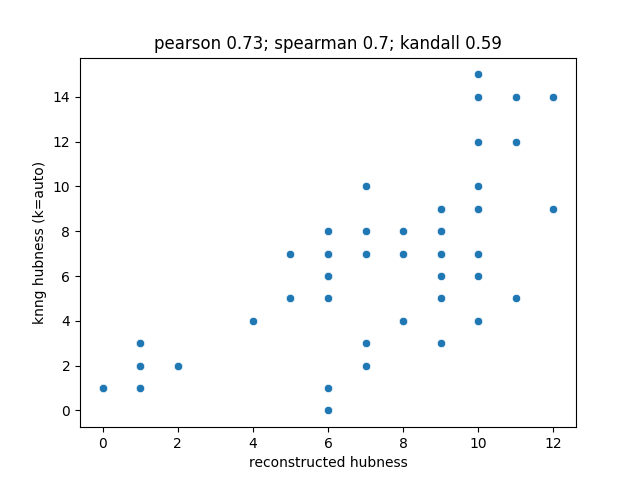 pearson 0.73; spearman 0.7; kandall 0.59
14
12
10
8
6
4
2
0
knng hubness (k=auto)
0 2 4 6 8 10 12
reconstructed hubness